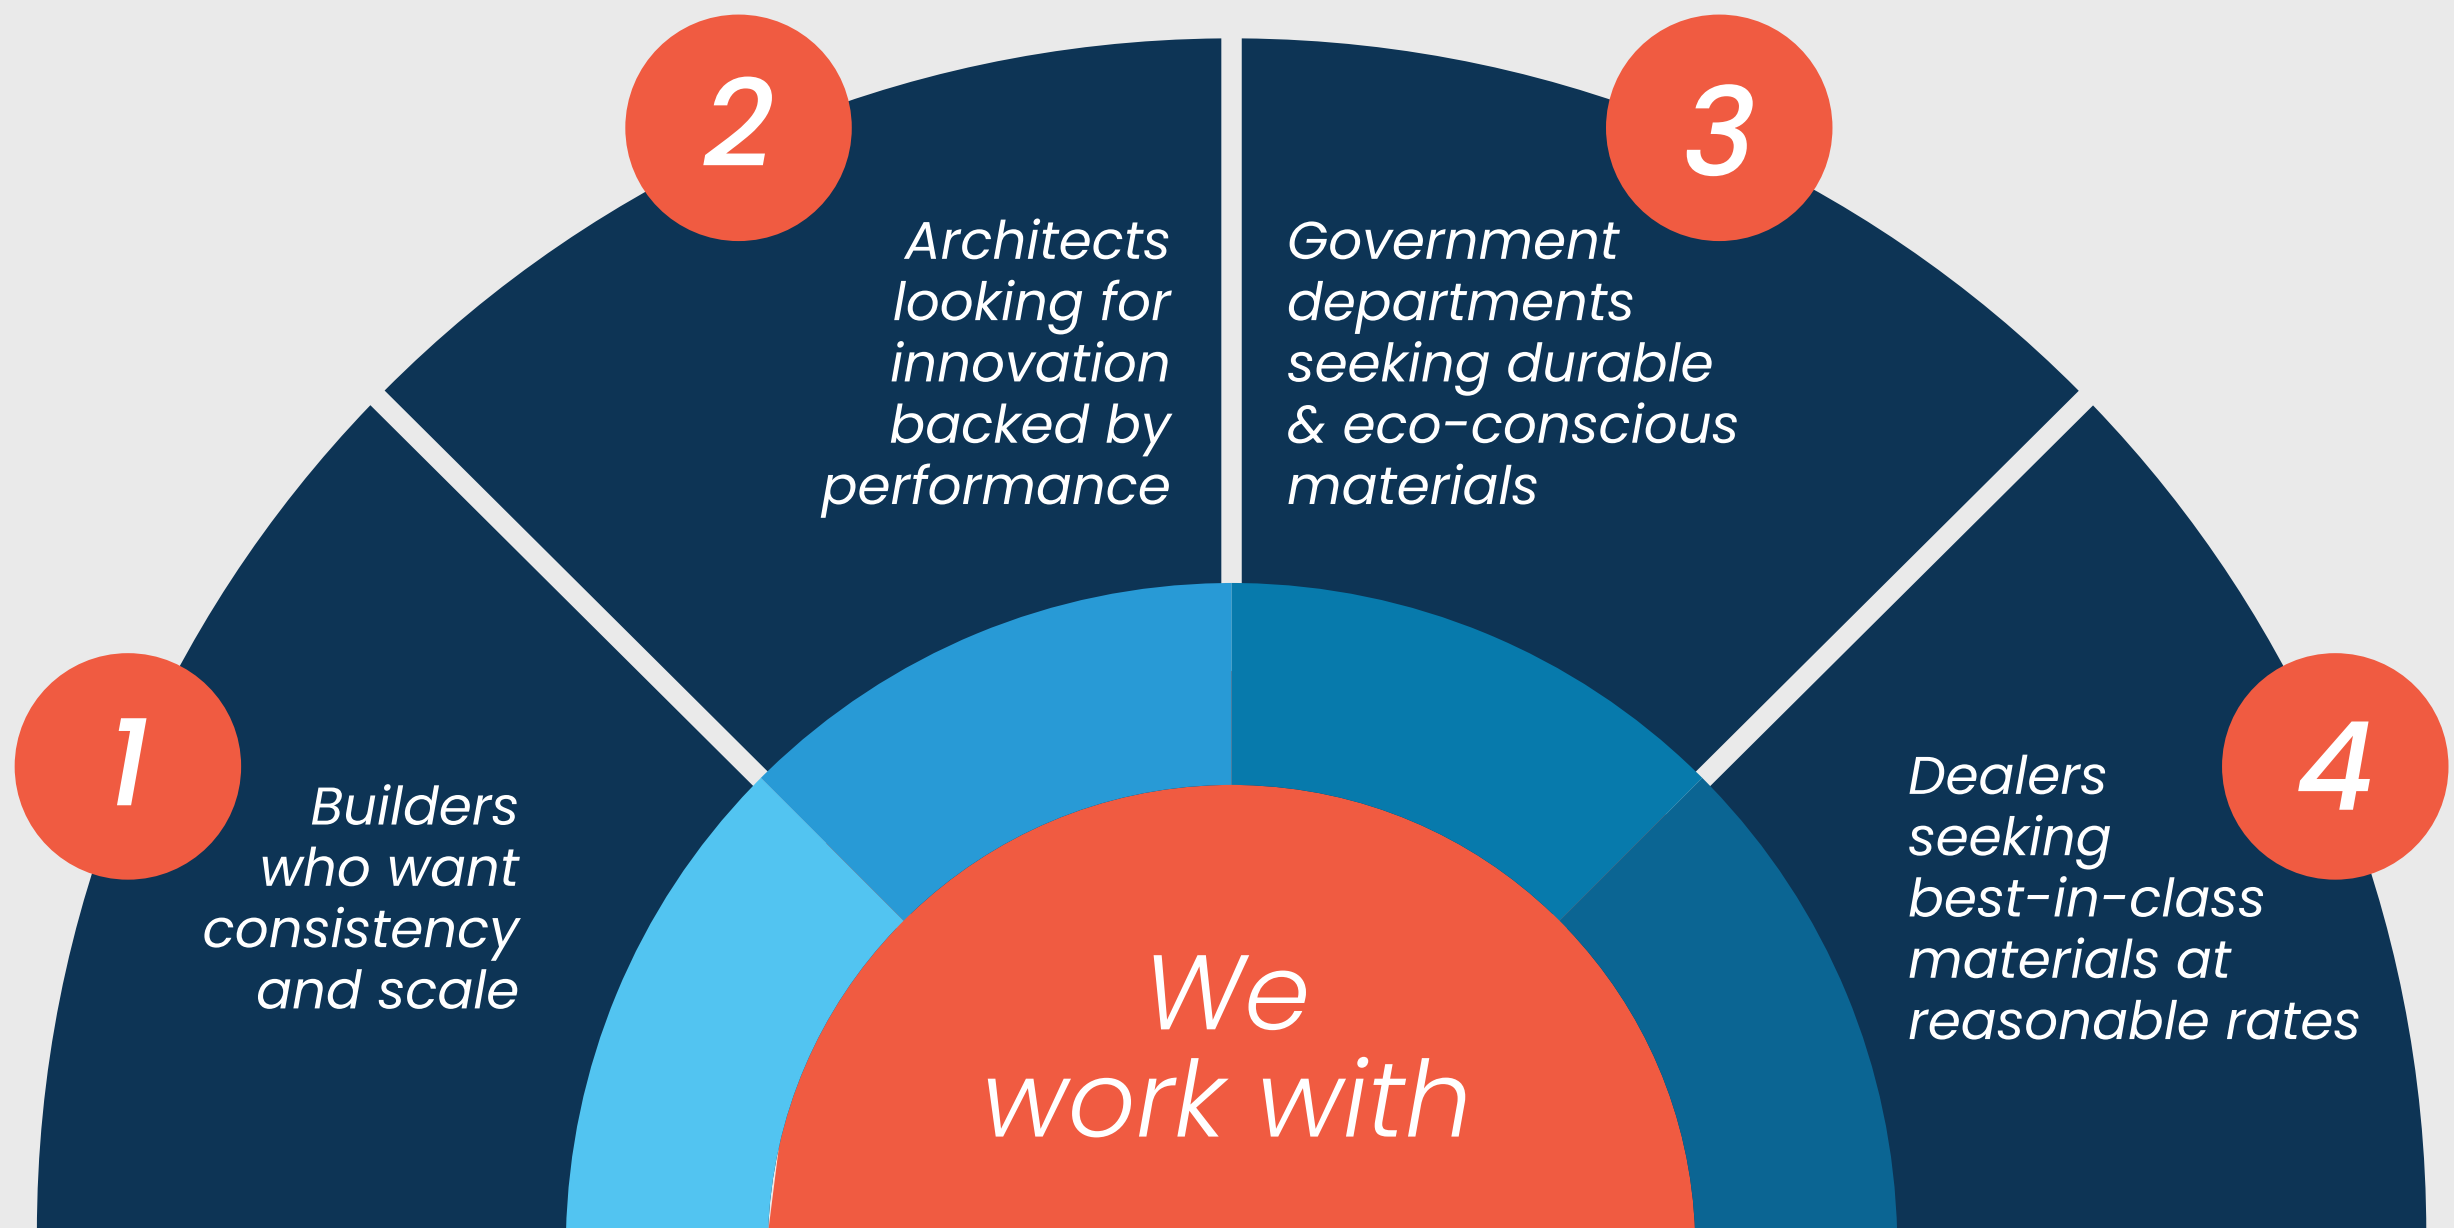 1
Builders
who want
consistency
and scale
2
Architects
looking for
innovation
backed by
performance
3
Government
departments
seeking durable
& eco-conscious
materials
4
Dealers
seeking
best-in-class
materials at
reasonable rates
We
work with